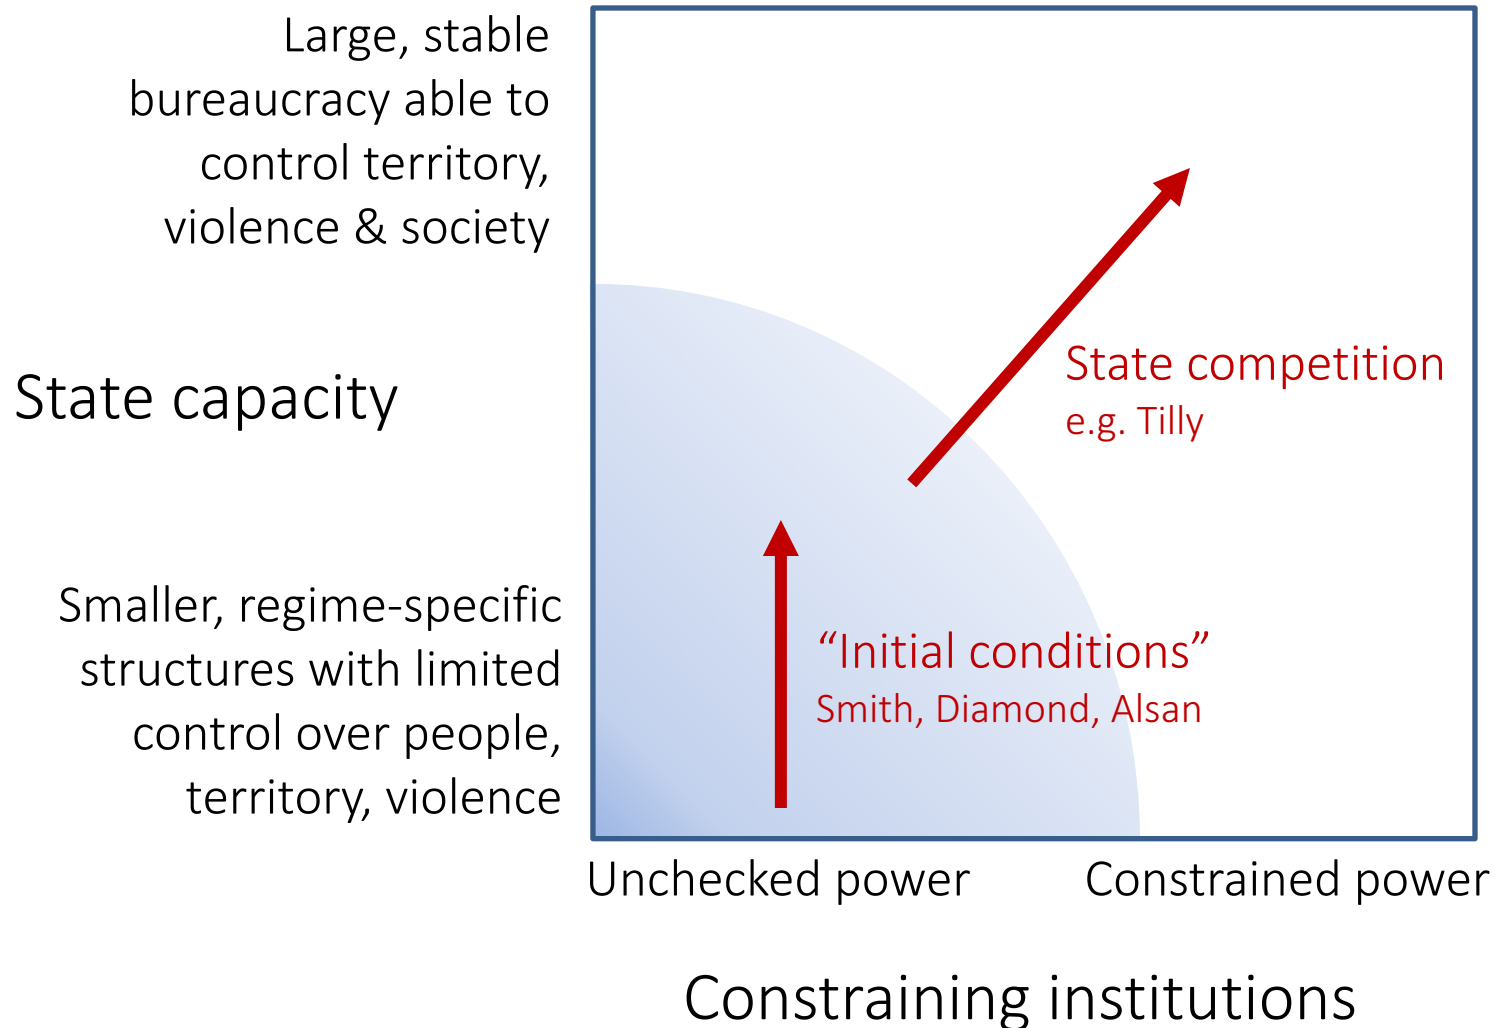 Large, stable
bureaucracy able to
control territory,
violence & society
State capacity
Smaller, regime-specific
structures with limited
control over people,
territory, violence
State competition
e.g. Tilly
“Initial conditions”
Smith, Diamond, Alsan
Unchecked power
Constrained power
Constraining institutions